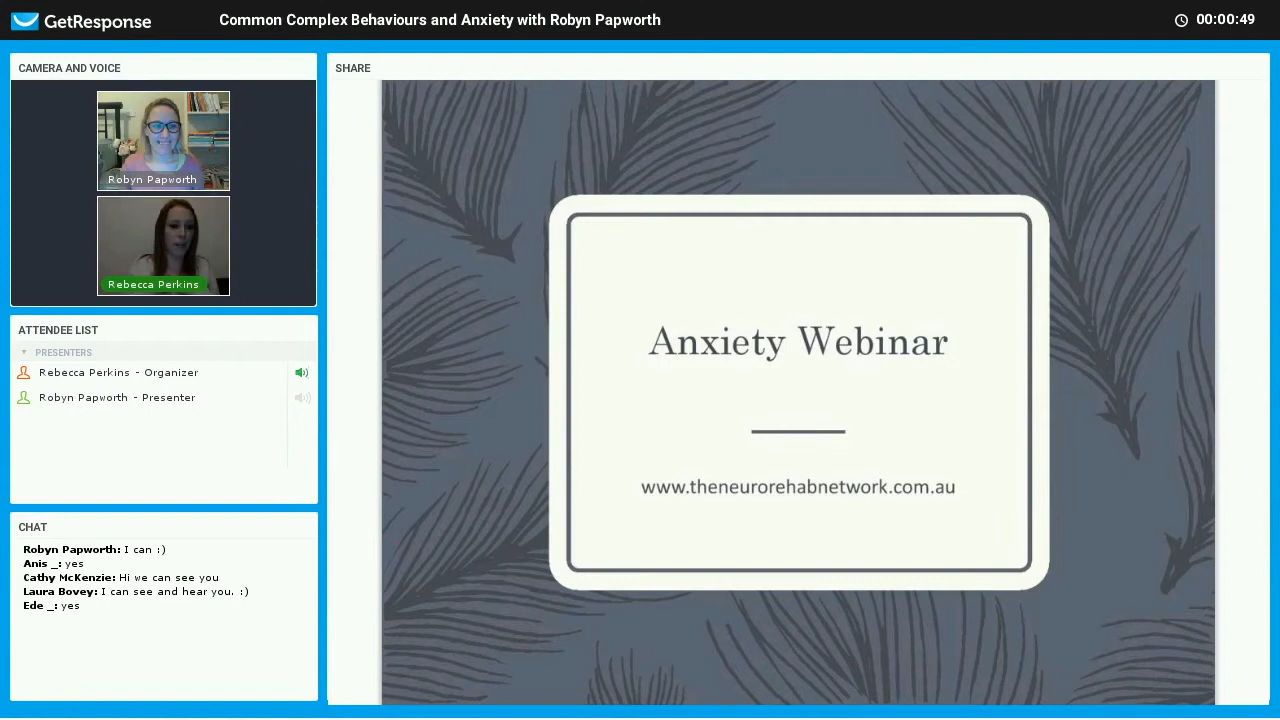 GetResponse
Common Complex Behaviours and Anxiety with Robyn Papworth
00:00:49
CAMERA AND VOICE
Robyn Papworth
Rebecca Perkins
ATTENDEE LIST
PRESENTERS
Rebecca Perkins - Organizer
Robyn Papworth - Presenter
CHAT
Robyn Papworth: I can :)
Anis _: yes
Cathy McKenzie: Hi we can see you
Laura Bovey: I can see and hear you. :)
Ede _: yes
SHARE
Anxiety Webinar
www.theneurorehabnetwork.com.au